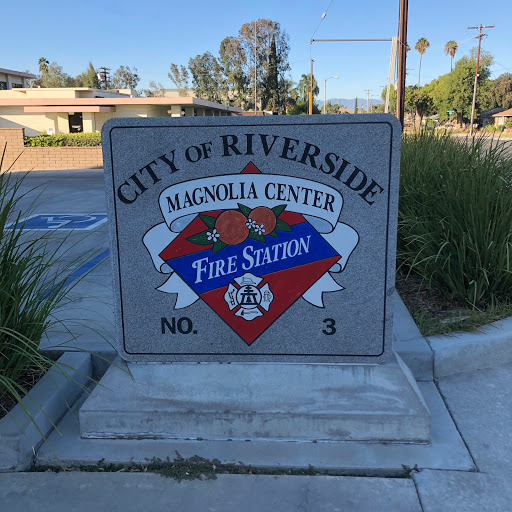 CITY OF RIVERSIDE
MAGNOLIA CENTER
FIRE STATION
NO. 3